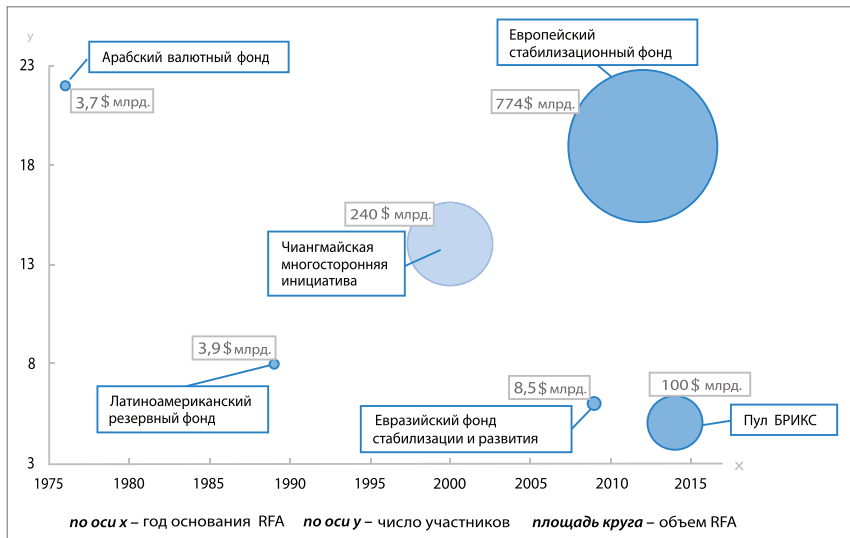 y
Арабский валютный фонд
3,7 $ млрд.
Европейский
стабилизационный фонд
774$ млрд.
240 $ млрд.
Чиангмайская
многосторонняя
инициатива
3,9 $ млрд.
Латиноамериканский
резервный фонд
8,5$ млрд.
Евразийский фонд
стабилизации и развития
100$ млрд.
Пул БРИКС
23
18
13
8
3
1975 1980 1985 1990 1995 2000 2005 2010 2015
x
по оси x – год основания RFA по оси y – число участников площадь круга – объем RFA